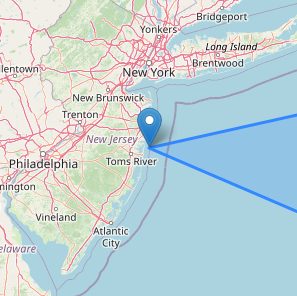 Bridgeport
Yonkers
Long Island
New York
Brentwood
lentown
New Brunswick
Trenton
New Jersey
Philadelphia
Toms River
mington
Vineland
Atlantic
City
elaware